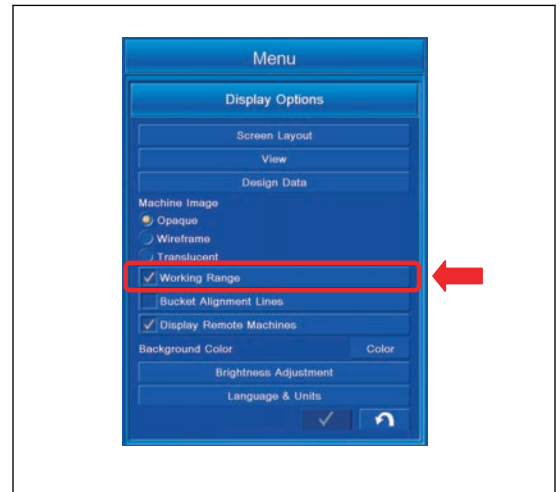 Menu
Display Options
Screen Layout
View
Design Data
Machine Image
Opaque
Wireframe
Translucent
Working Range
Bucket Alignment Lines
Display Remote Machines
Background Color Color
Brightness Adjustment
Language & Units